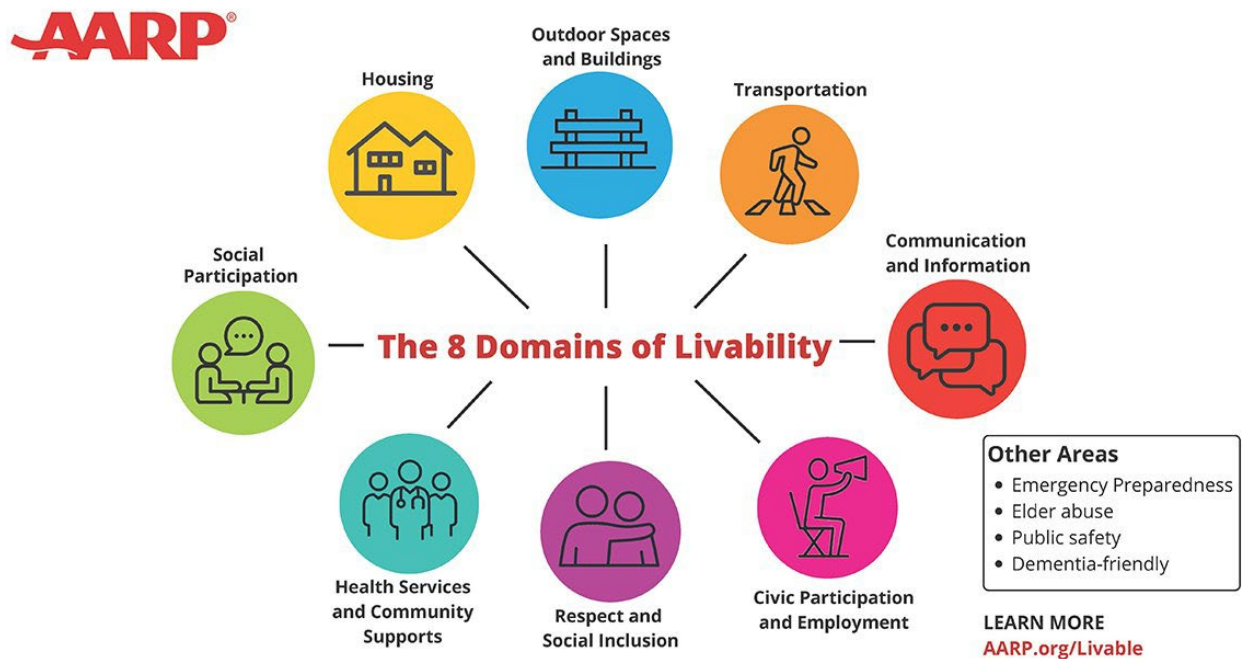 AARP®
Outdoor Spaces
and Buildings
Housing
Transportation
Social
Participation
Communication
and Information
The 8 Domains of Livability
Health Services
and Community
Supports
Respect and
Social Inclusion
Civic Participation
and Employment
Other Areas
• Emergency Preparedness
• Elder abuse
• Public safety
• Dementia-friendly
LEARN MORE
AARP.org/Livable